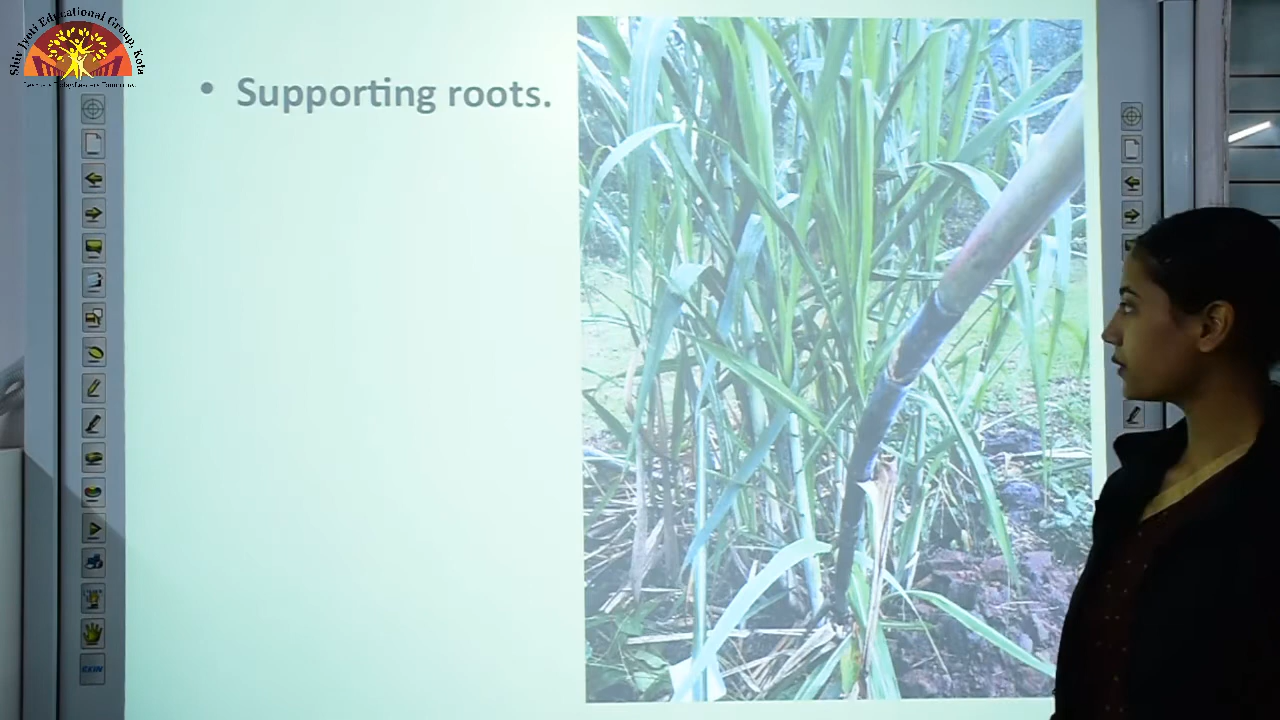 Shiv Jyoti Educational Group, Kota
• Supporting roots.